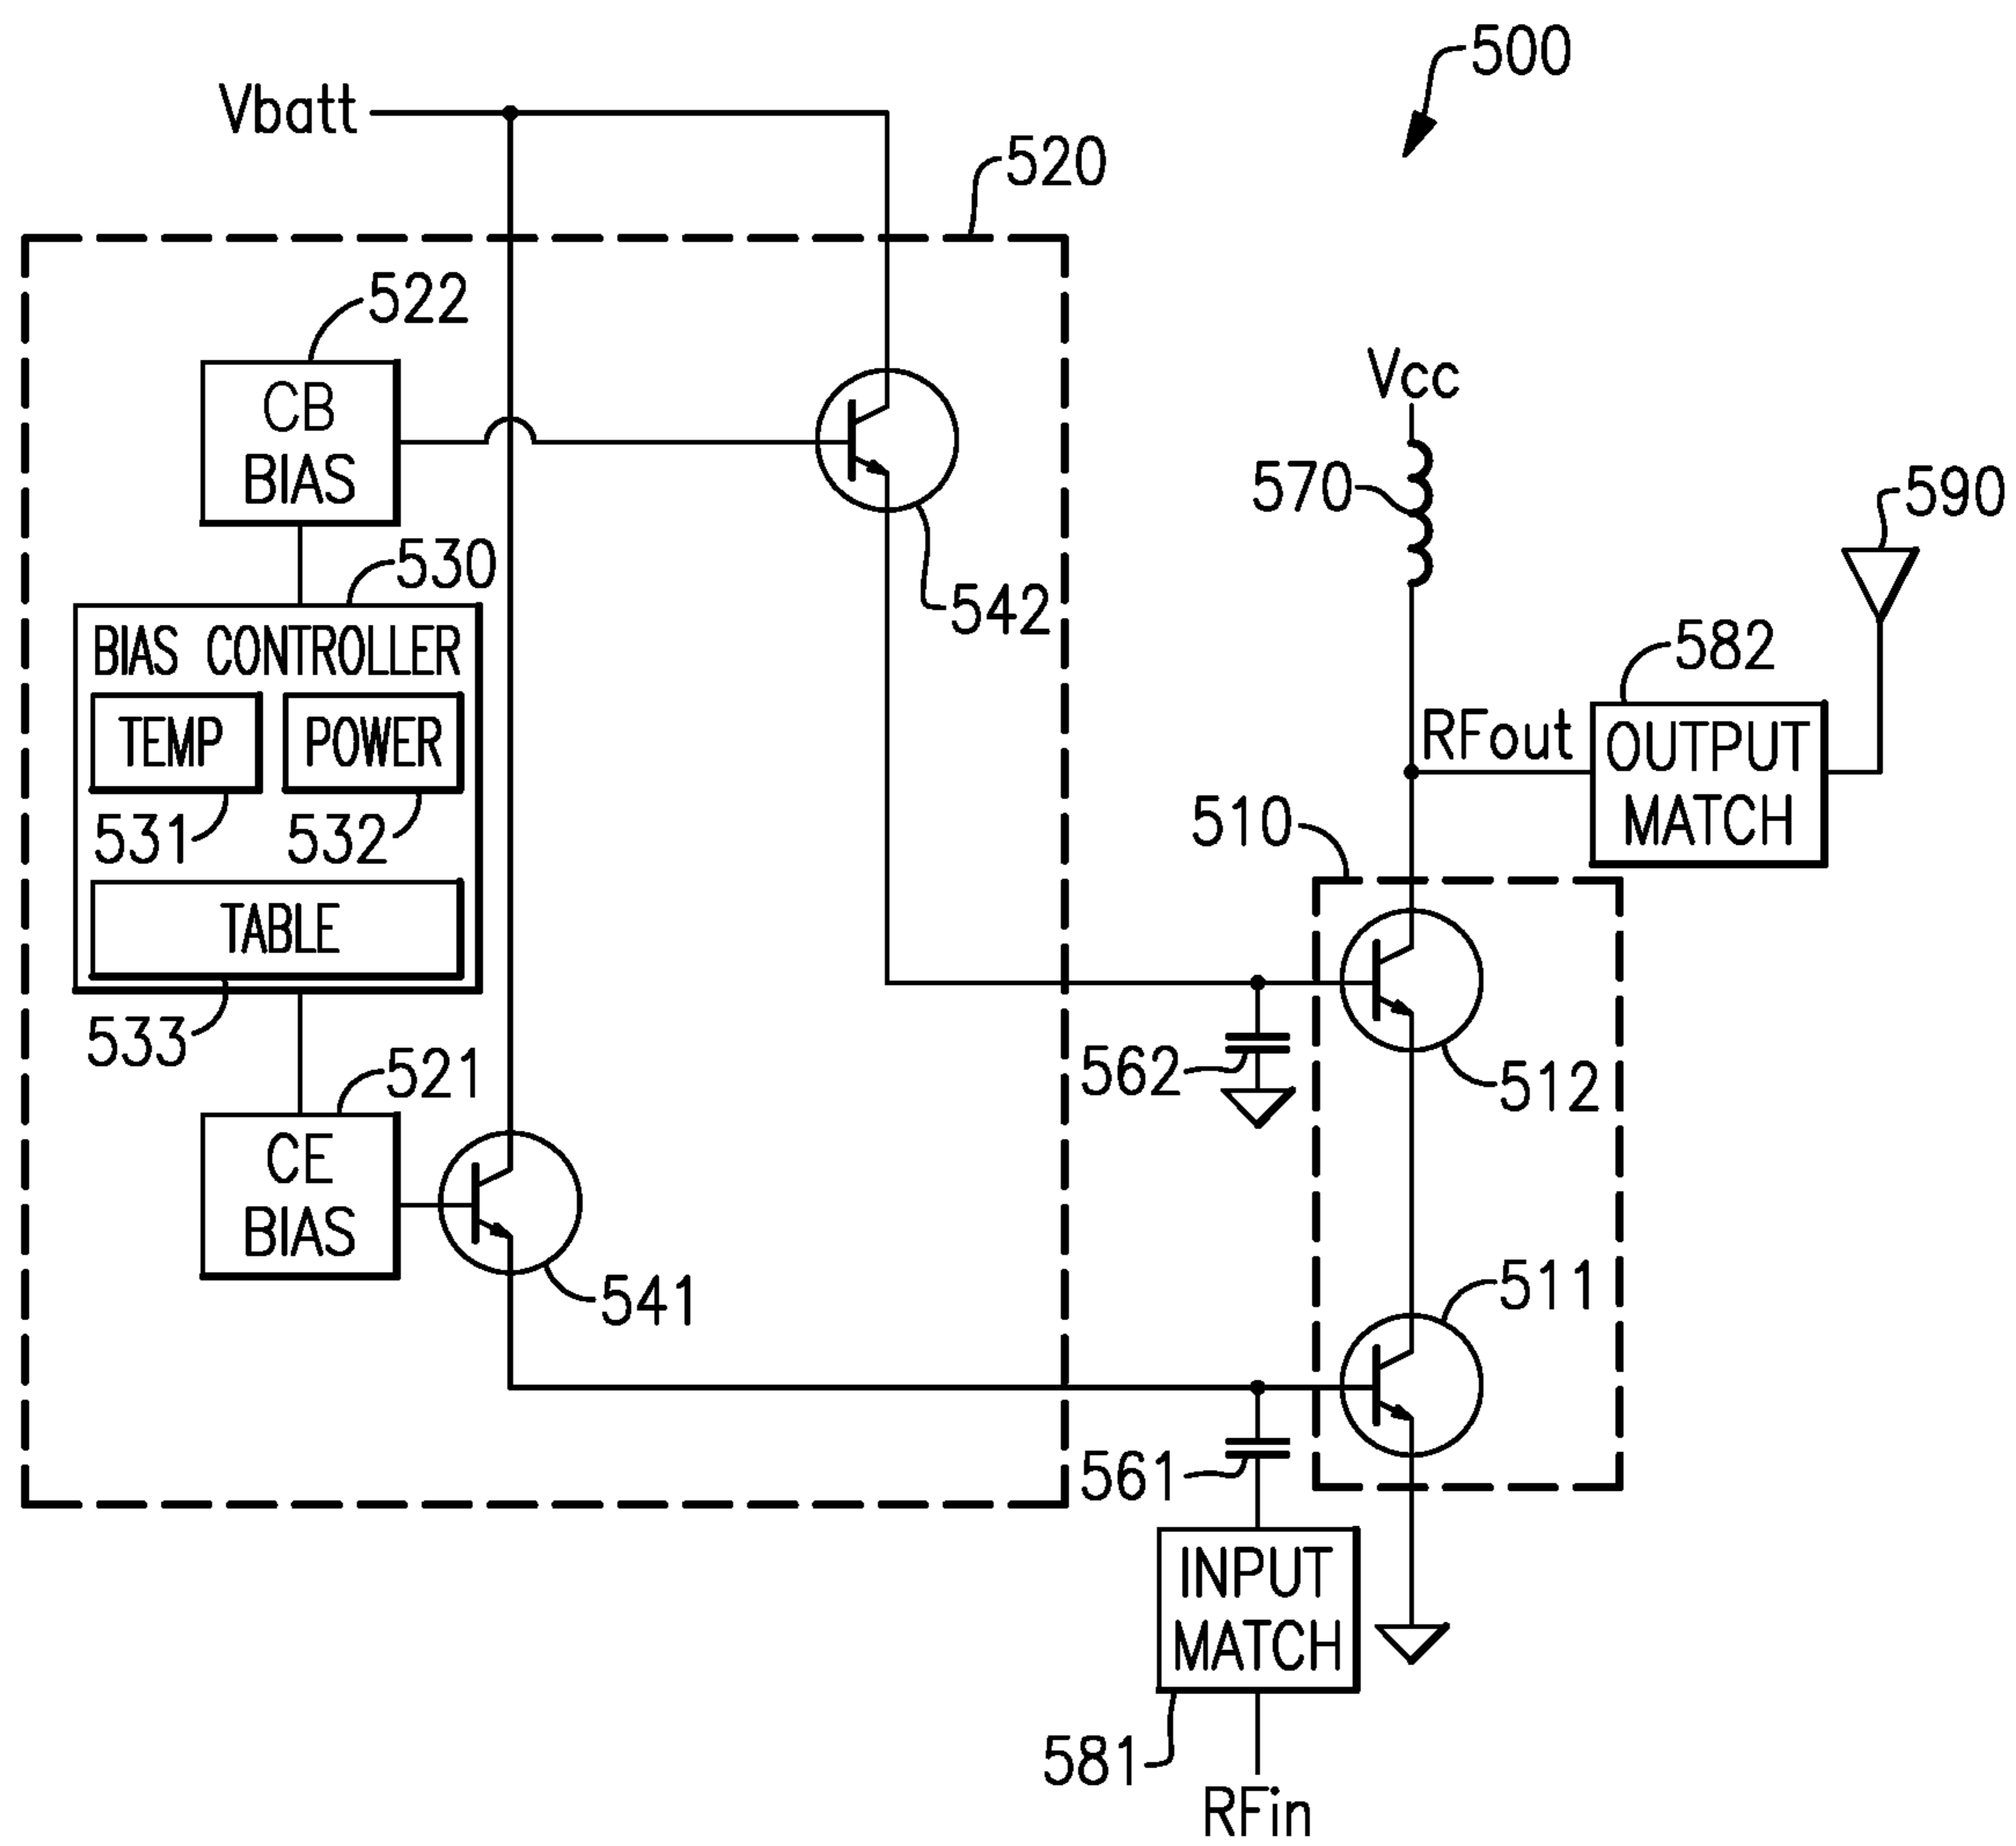 500
Vbatt
520
522
CB
BIAS
Vcc
570
590
530
542
BIAS CONTROLLER
TEMP
POWER
582
RFout
OUTPUT
MATCH
531
532
510
TABLE
533
521
562
512
CE
BIAS
541
511
561
INPUT
MATCH
581
RFin